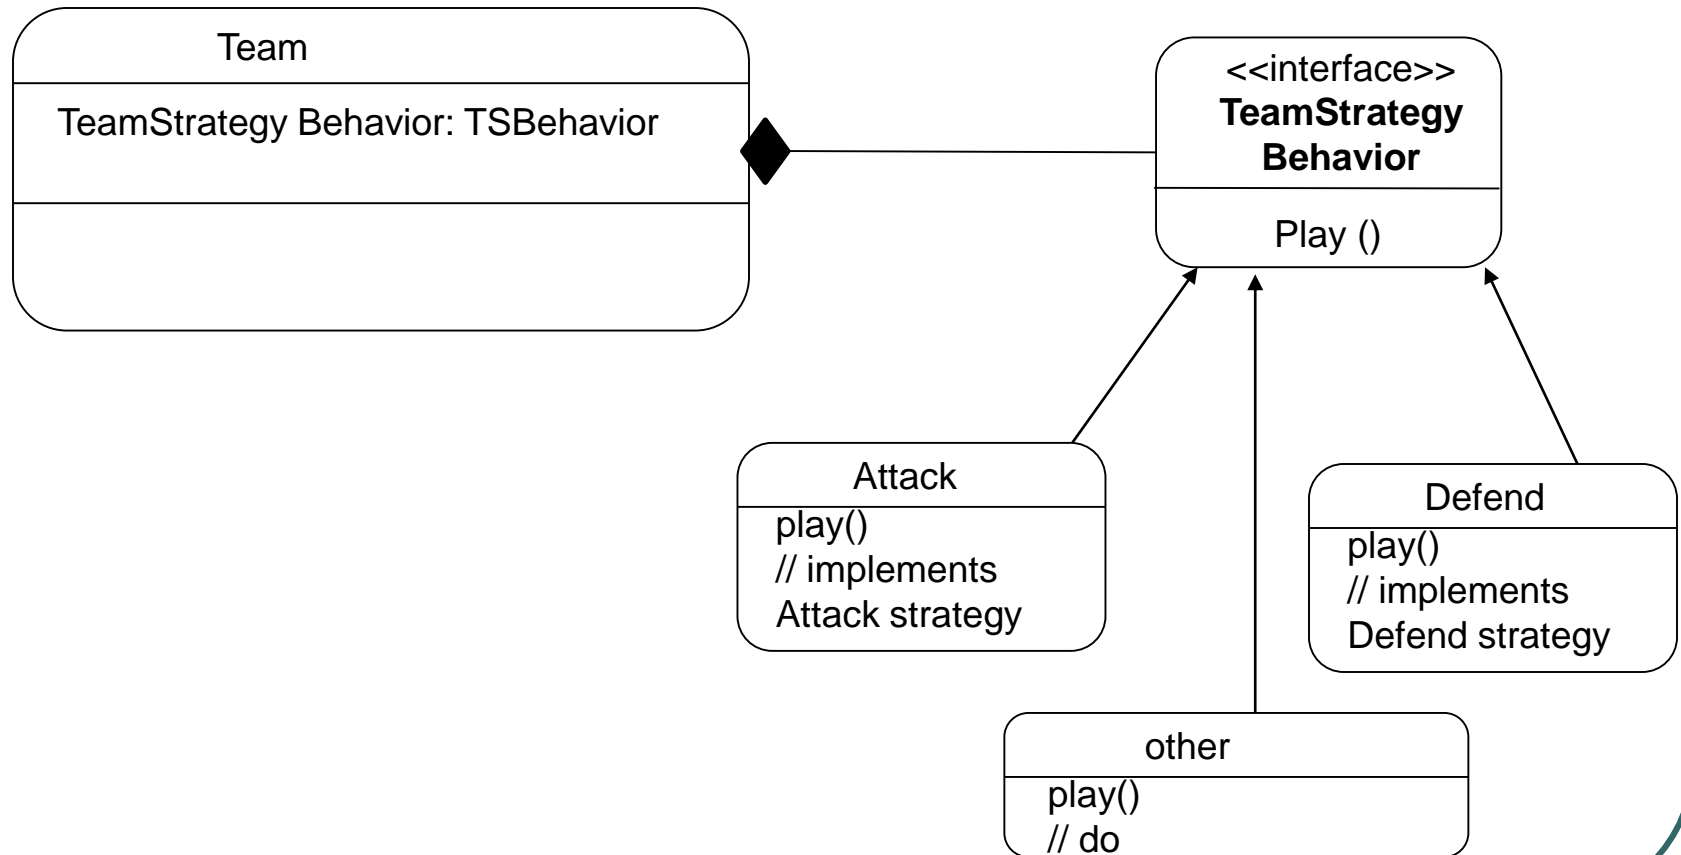 Team
TeamStrategy Behavior: TSBehavior
<<interface>>
TeamStrategy
Behavior
Play ()
Attack
play()
// implements
Attack strategy
Defend
play()
// implements
Defend strategy
other
play()
// do